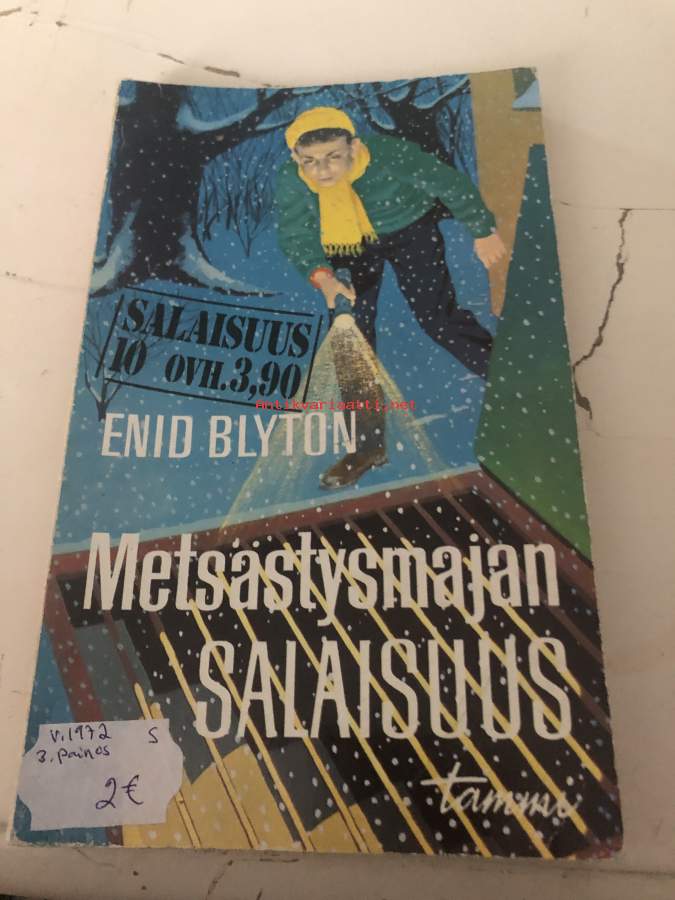 SALAISUUS
10 OVH. 3,90
Antikvariaatti.net
ENID BLYTON
Metsästysmajan
SALAISUUS
V. 1972 S
3. painos
2€
tammi